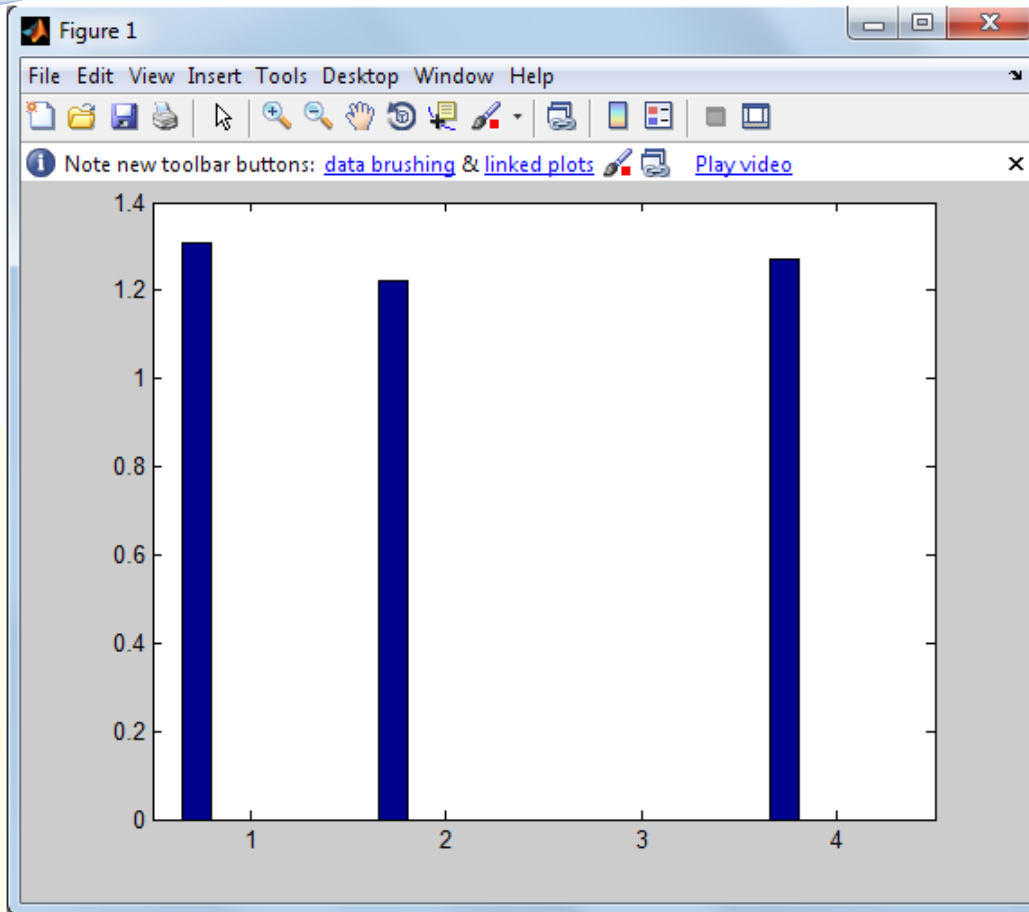 Figure 1
File Edit View Insert Tools Desktop Window Help
Note new toolbar buttons: data brushing & linked plots Play video
1.4
1.2
1
0.8
0.6
0.4
0.2
0
1 2 3 4